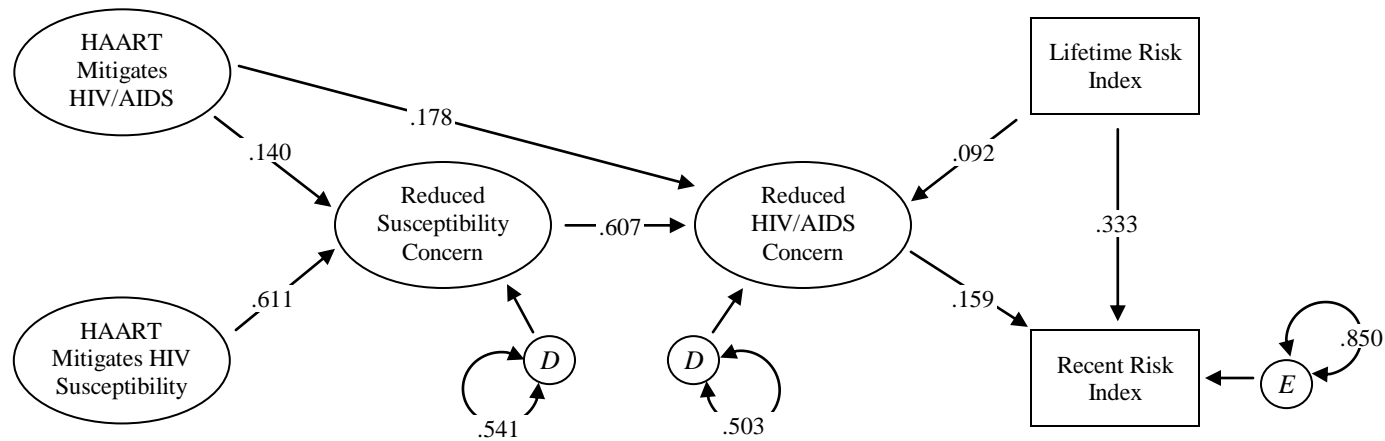 HAART
Mitigates
HIV/AIDS
Lifetime Risk
Index
.178
.140
.092
Reduced
Susceptibility
Concern
.607
Reduced
HIV/AIDS
Concern
.333
.611
.159
HAART
Mitigates HIV
Susceptibility
D
D
Recent Risk
Index
E
.850
.541
.503